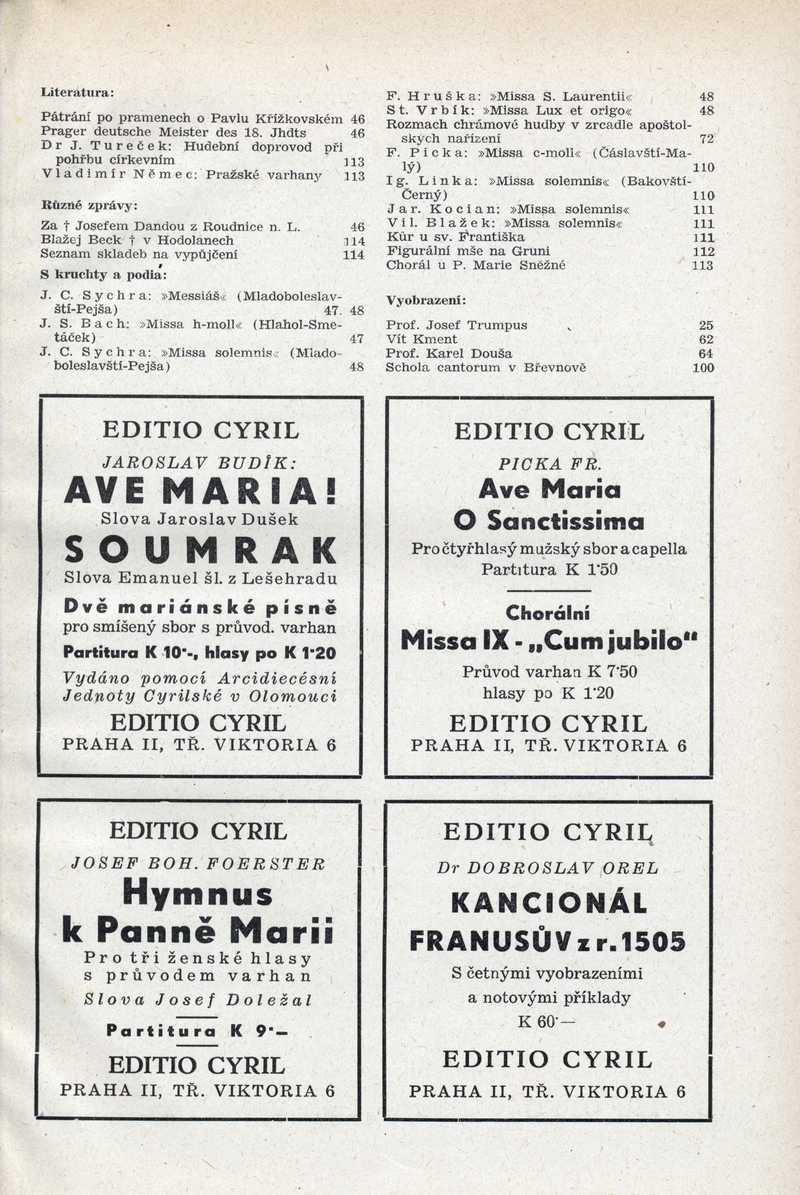 Literatura:
Pátrání po pramenech o Pavlu Křížkovském 46
Prager deutsche Meister des 18. Jhdts 46
Dr J. Tureček: Hudební doprovod při
pohřbu církevním 113
Vladimír Němec: Pražské varhany 113
Různé zprávy:
Za † Josefem Dandou z Roudnice n. L. 46
Blažej Beck † v Hodolanech 114
Seznam skladeb na vypůjčení 114
S kruchty a podia:
J. C. Sychra: »Messiáš« (Mladoboleslav-
ští-Pejša) 47, 48
J. S. Bach: »Missa h-moll« (Hlahol-Sme-
táček) 47
J. C. Sychra: »Missa solemnis« (Mlado-
boleslavští-Pejša) 48
F. Hruška: »Missa S. Laurentii« 48
St. Vrbík: »Missa Lux et origo« 48
Rozmach chrámové hudby v zrcadle apoštol-
ských nařízení 72
F. Picka: »Missa c-moll« (Čáslavští-Ma-
lý) 110
Ig. Linka: »Missa solemnis« (Bakovští-
Černý) 110
Jar. Kocian: »Missa solemnis« 111
Vil. Blažek: »Missa solemnis« 111
Kůr u sv. Františka 111
Figurální mše na Gruni 112
Chorál u P. Marie Sněžné 113
Vyobrazení:
Prof. Josef Trumpus 25
Vít Kment 62
Prof. Karel Douša 64
Schola cantorum v Břevnově 100
EDITIO CYRIL
JAROSLAV BUDÍK:
AVE MARIA!
Slova Jaroslav Dušek
SOUMRAK
Slova Emanuel šl. z Lešehradu
Dvě mariánské písně
pro smíšený sbor s průvod. varhan
Partitura K 10·-, hlasy po K 1·20
Vydáno pomocí Arcidiecésní
Jednoty Cyrilské v Olomouci
EDITIO CYRIL
PRAHA II, TŘ. VIKTORIA 6
EDITIO CYRIL
PICKA FR.
Ave Maria
O Sanctissima
Pro čtyřhlasý mužský sbor a capella
Partitura K 1·50
Chorální
Missa IX - „Cum jubilo“
Průvod varhan K 7·50
hlasy po K 1·20
EDITIO CYRIL
PRAHA II, TŘ. VIKTORIA 6
EDITIO CYRIL
JOSEF BOH. FOERSTER
Hymnus
k Panně Marii
Pro tři ženské hlasy
s průvodem varhan
Slova Josef Doležal
Partitura K 9·—
EDITIO CYRIL
PRAHA II, TŘ. VIKTORIA 6
EDITIO CYRIL
Dr DOBROSLAV OREL
KANCIONÁL
FRANUSŮV z r. 1505
S četnými vyobrazeními
a notovými příklady
K 60·—
EDITIO CYRIL
PRAHA II, TŘ. VIKTORIA 6